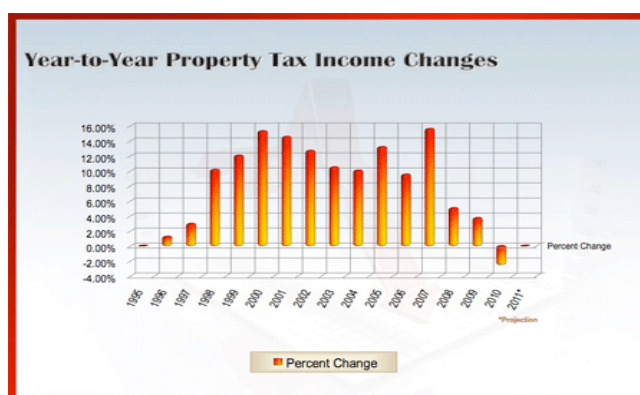 Year-to-Year Property Tax Income Changes
16.00%
14.00%
12.00%
10.00%
8.00%
6.00%
4.00%
2.00%
0.00%
-2.00%
-4.00%
Percent Change
1995 1996 1997 1998 1999 2000 2001 2002 2003 2004 2005 2006 2007 2008 2009 2010 2011*
*Projection
Percent Change